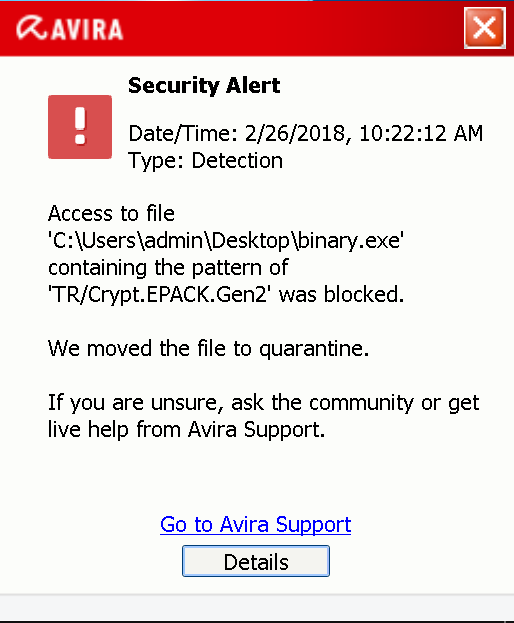 AVIRA
Security Alert
Date/Time: 2/26/2018, 10:22:12 AM
Type: Detection
Access to file
'C:\Users\admin\Desktop\binary.exe'
containing the pattern of
'TR/Crypt.EPACK.Gen2' was blocked.
We moved the file to quarantine.
If you are unsure, ask the community or get
live help from Avira Support.
Go to Avira Support
Details